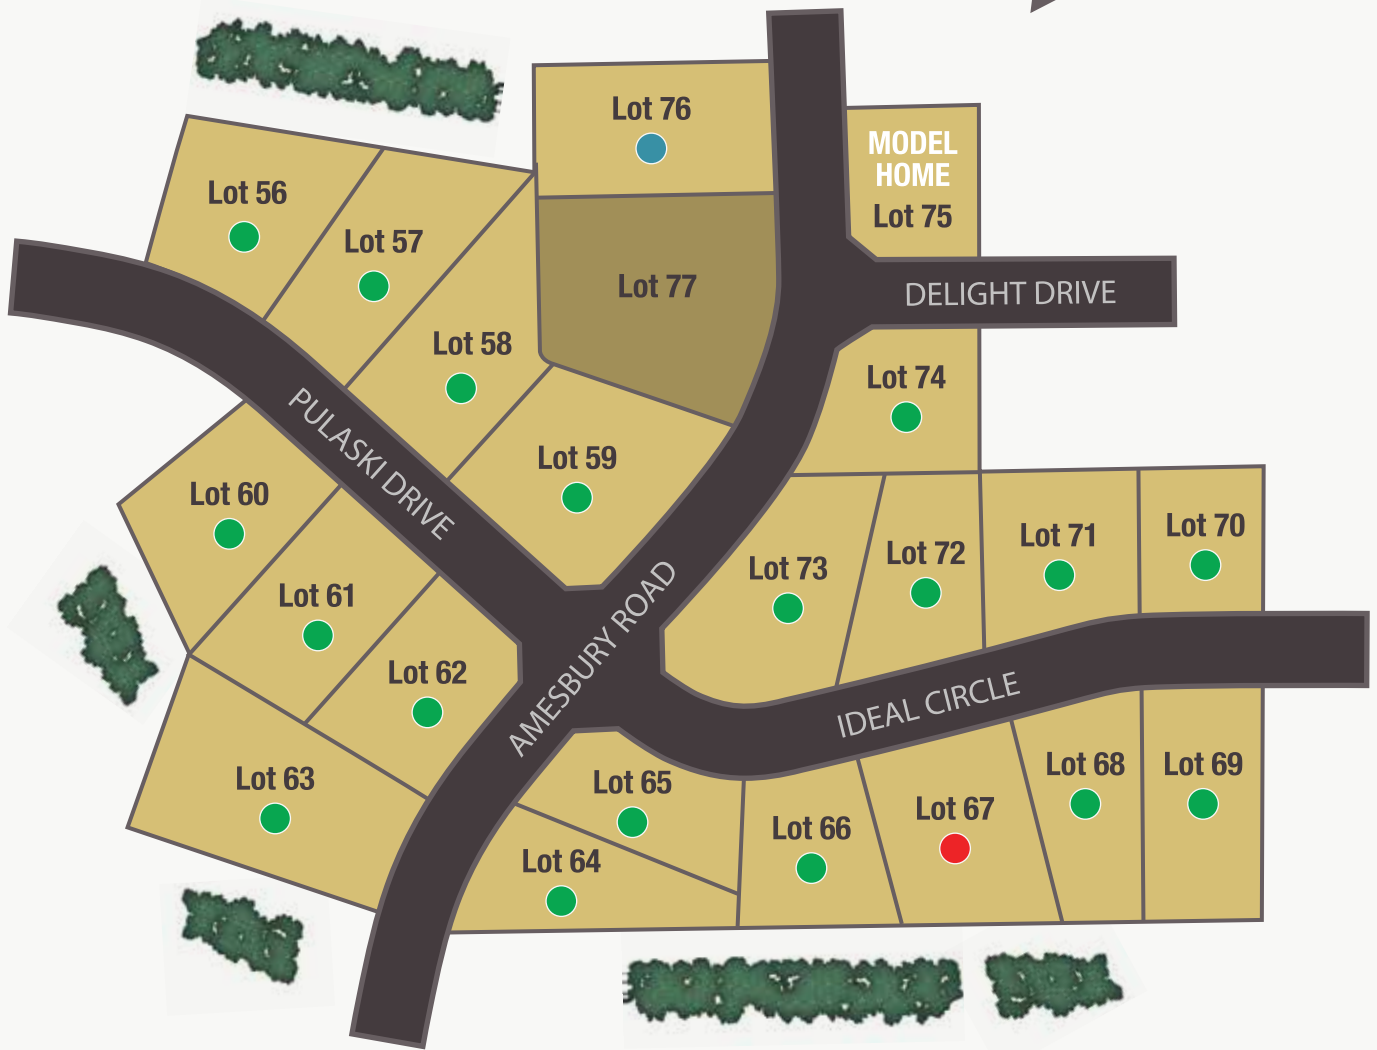 Lot 76
MODEL
HOME
Lot 75
Lot 56
Lot 57
Lot 77
DELIGHT DRIVE
Lot 58
Lot 74
PULASKI DRIVE
Lot 59
Lot 60
Lot 73
Lot 72
Lot 71
Lot 70
Lot 61
AMESBURY ROAD
Lot 62
IDEAL CIRCLE
Lot 63
Lot 65
Lot 64
Lot 66
Lot 67
Lot 68
Lot 69